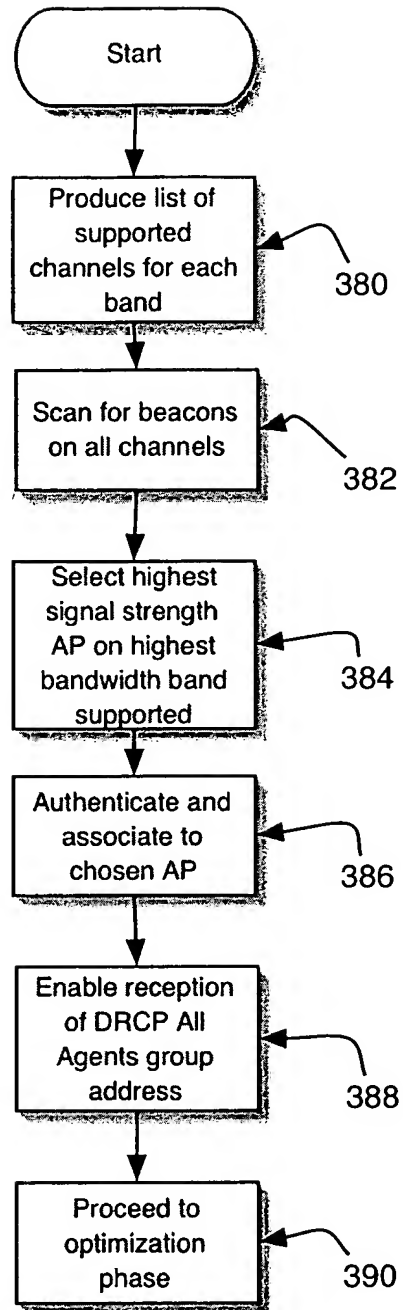 Start
Produce list of
supported
channels for each
band
380
Scan for beacons
on all channels
382
Select highest
signal strength
AP on highest
bandwidth band
supported
384
Authenticate and
associate to
chosen AP
386
Enable reception
of DRCP All
Agents group
address
388
Proceed to
optimization
phase
390